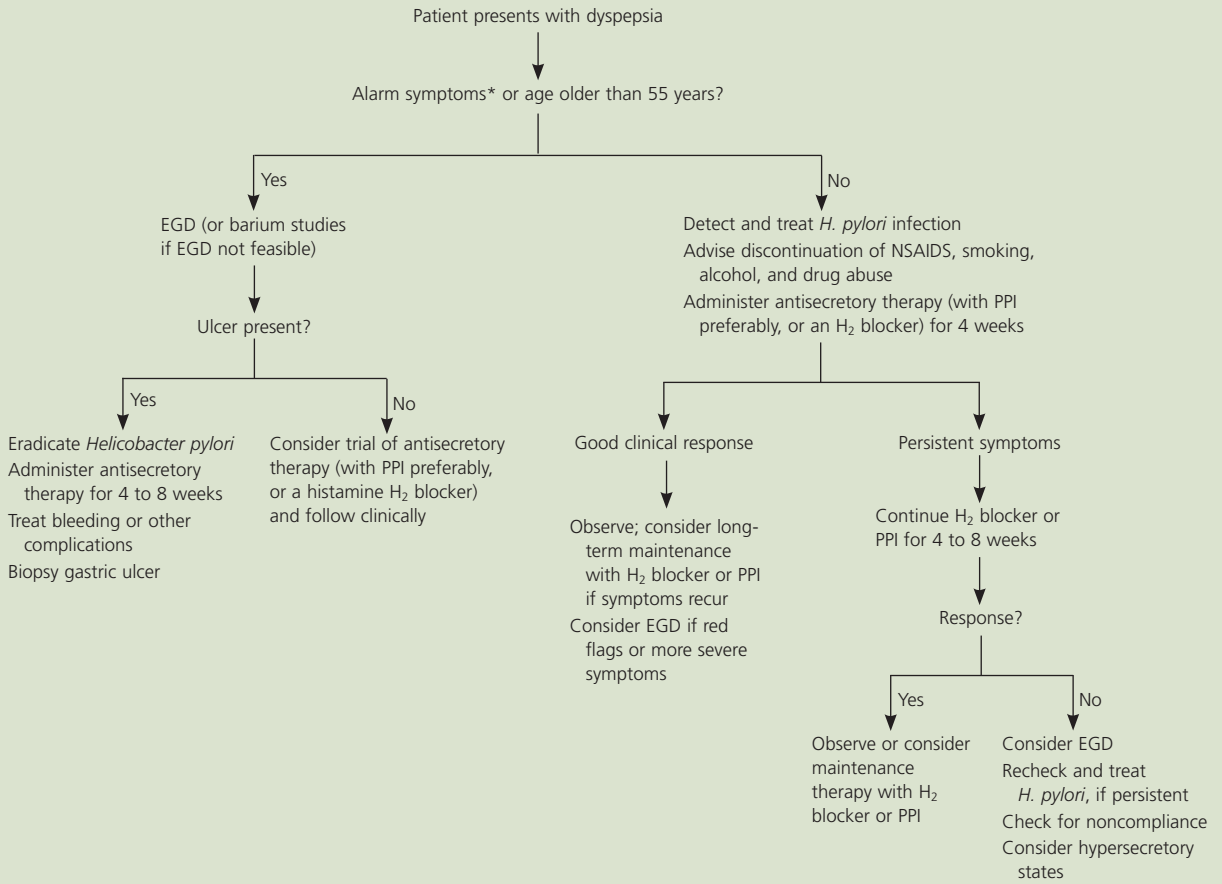 Patient presents with dyspepsia
Alarm symptoms* or age older than 55 years?
Yes
No
EGD (or barium studies
if EGD not feasible)
Ulcer present?
Yes
No
Eradicate Helicobacter pylori
Administer antisecretory
therapy for 4 to 8 weeks
Treat bleeding or other
complications
Biopsy gastric ulcer
Consider trial of antisecretory
therapy (with PPI preferably,
or a histamine H₂ blocker)
and follow clinically
Detect and treat H. pylori infection
Advise discontinuation of NSAIDS, smoking,
alcohol, and drug abuse
Administer antisecretory therapy (with PPI
preferably, or an H₂ blocker) for 4 weeks
Good clinical response
Observe; consider long-
term maintenance
with H₂ blocker or PPI
if symptoms recur
Consider EGD if red
flags or more severe
symptoms
Persistent symptoms
Continue H₂ blocker or
PPI for 4 to 8 weeks
Response?
Yes
No
Observe or consider
maintenance
therapy with H₂
blocker or PPI
Consider EGD
Recheck and treat
H. pylori, if persistent
Check for noncompliance
Consider hypersecretory
states